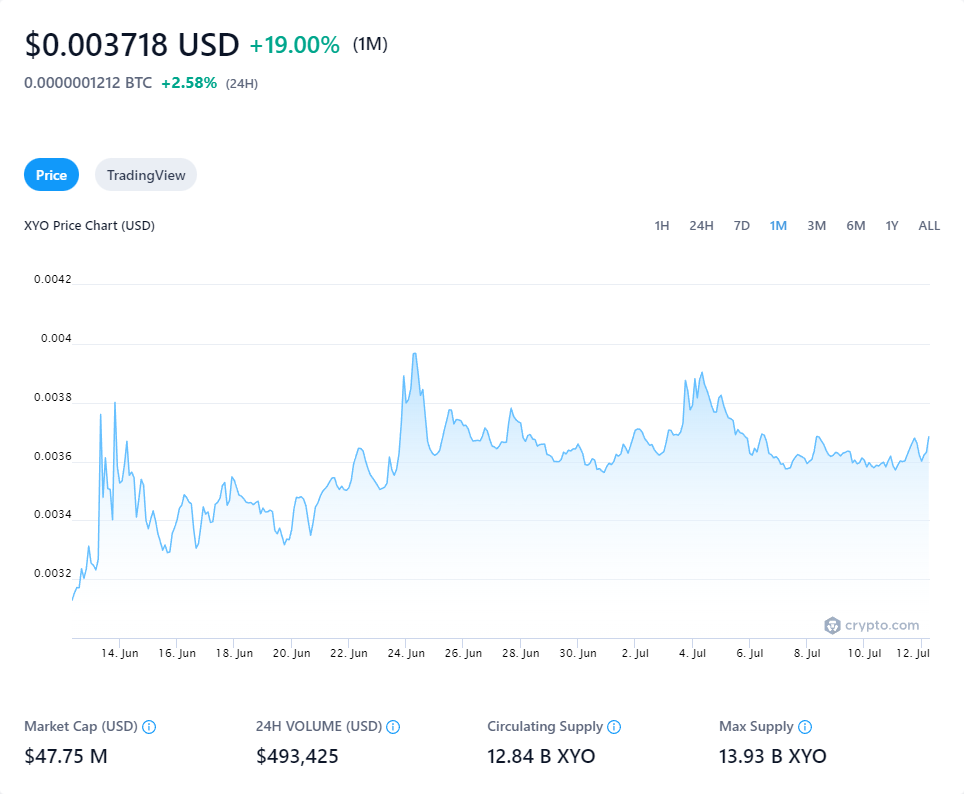 $0.003718 USD +19.00% (1M)
0.0000001212 BTC +2.58% (24H)
Price TradingView
XYO Price Chart (USD) 1H 24H 7D 1M 3M 6M 1Y ALL
0.0042
0.004
0.0038
0.0036
0.0034
0.0032
crypto.com
14. Jun 16. Jun 18. Jun 20. Jun 22. Jun 24. Jun 26. Jun 28. Jun 30. Jun 2. Jul 4. Jul 6. Jul 8. Jul 10. Jul 12. Jul
Market Cap (USD) 24H VOLUME (USD) Circulating Supply Max Supply
$47.75 M $493,425 12.84 B XYO 13.93 B XYO